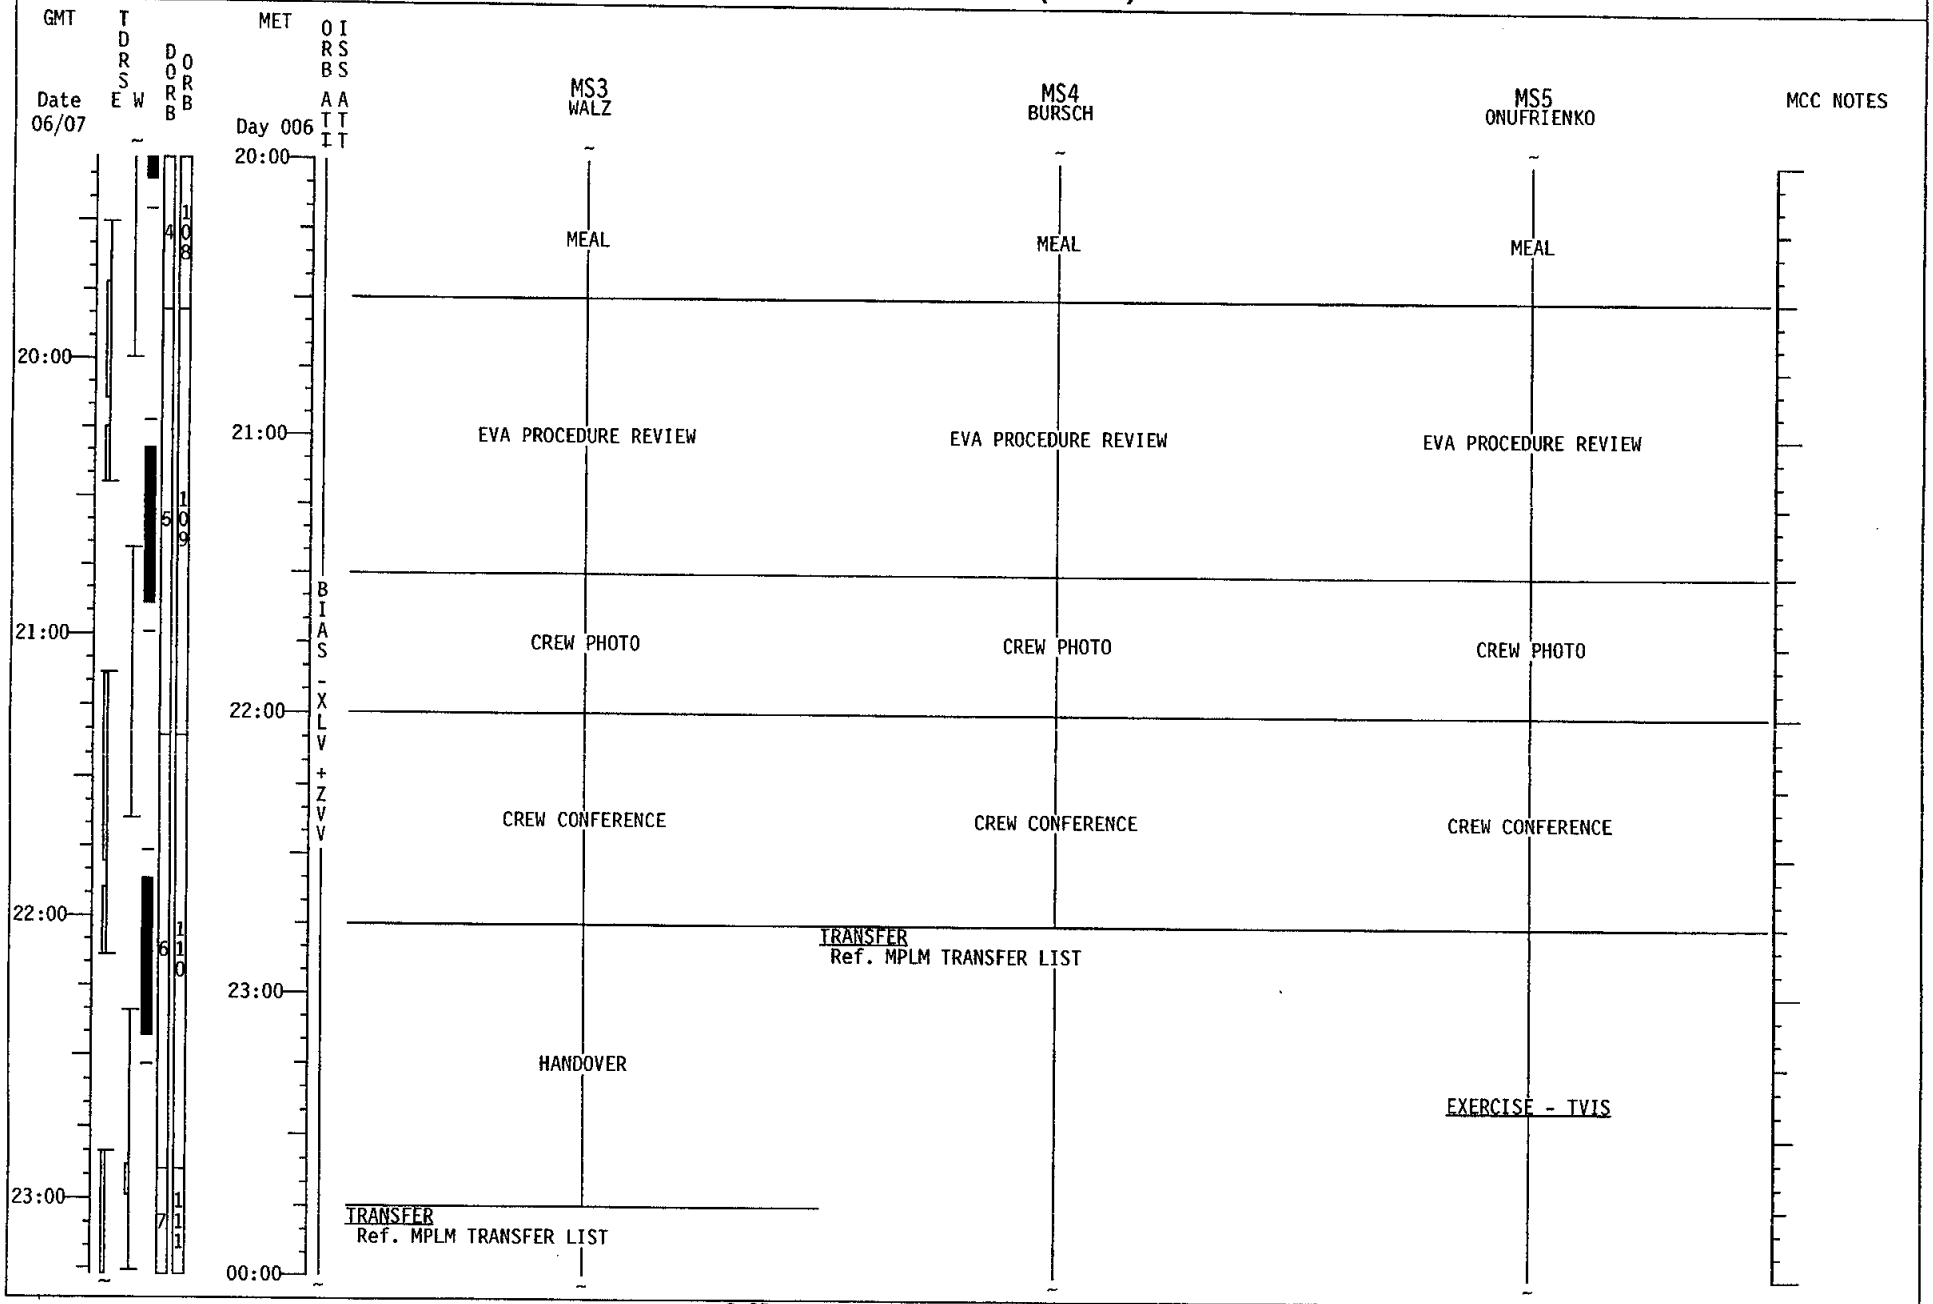 GMT
TDRS
E W
DORB
ORB
MET
ORB ATT
ISS ATT
Date
06/07
Day 006
MS3
WALZ
MS4
BURSCH
MS5
ONUFRIENKO
MCC NOTES
~
~
~
~
20:00
4
108
MEAL
MEAL
MEAL
20:00
21:00
EVA PROCEDURE REVIEW
EVA PROCEDURE REVIEW
EVA PROCEDURE REVIEW
5
109
BIAS -XLV +ZVV
21:00
CREW PHOTO
CREW PHOTO
CREW PHOTO
22:00
CREW CONFERENCE
CREW CONFERENCE
CREW CONFERENCE
22:00
6
110
TRANSFER
Ref. MPLM TRANSFER LIST
23:00
HANDOVER
EXERCISE - TVIS
23:00
7
111
TRANSFER
Ref. MPLM TRANSFER LIST
00:00
~
~
~
~
~